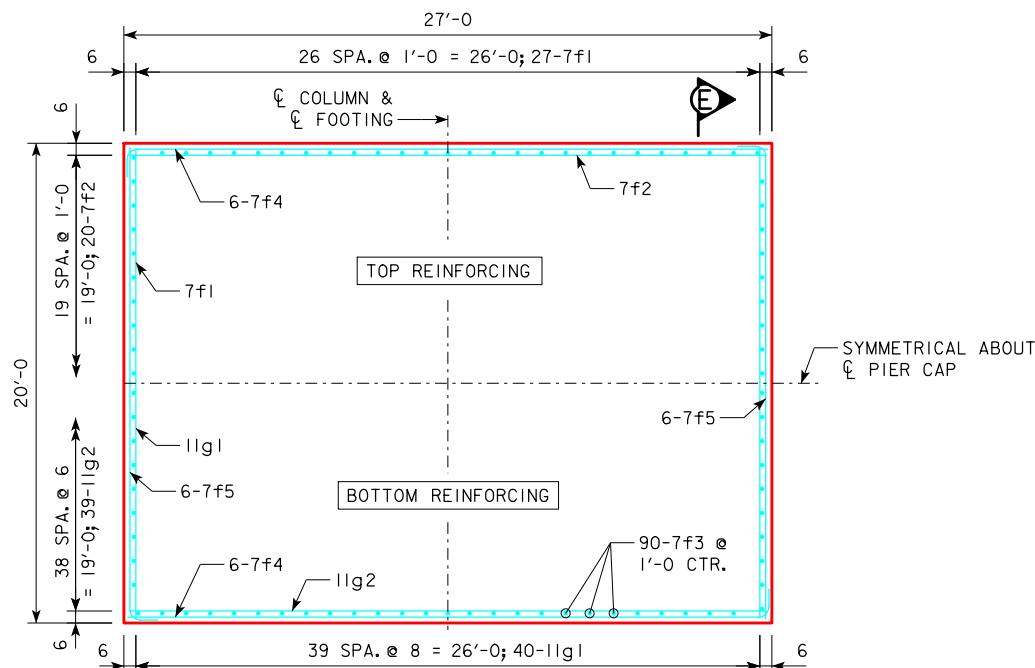 27'-0
6
26 SPA. @ 1'-0 = 26'-0; 27-7f1
6
℄ COLUMN &
℄ FOOTING
E
6
6-7f4
7f2
19 SPA. @ 1'-0
= 19'-0; 20-7f2
7f1
TOP REINFORCING
20'-0
SYMMETRICAL ABOUT
℄ PIER CAP
6-7f5
11g1
38 SPA. @ 6
= 19'-0; 39-11g2
6-7f5
BOTTOM REINFORCING
90-7f3 @
1'-0 CTR.
6-7f4
11g2
6
6
39 SPA. @ 8 = 26'-0; 40-11g1
6